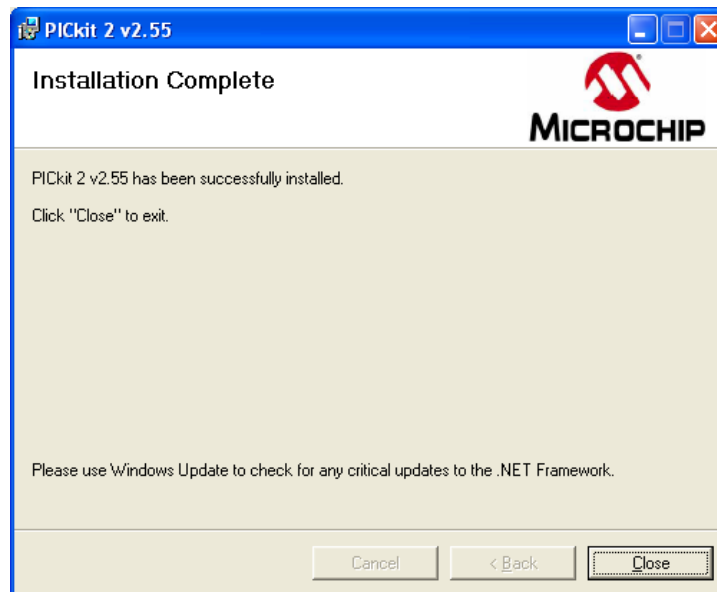 PICkit 2 v2.55
Installation Complete
MICROCHIP
PICkit 2 v2.55 has been successfully installed.
Click "Close" to exit.
Please use Windows Update to check for any critical updates to the .NET Framework.
Cancel
< Back
Close